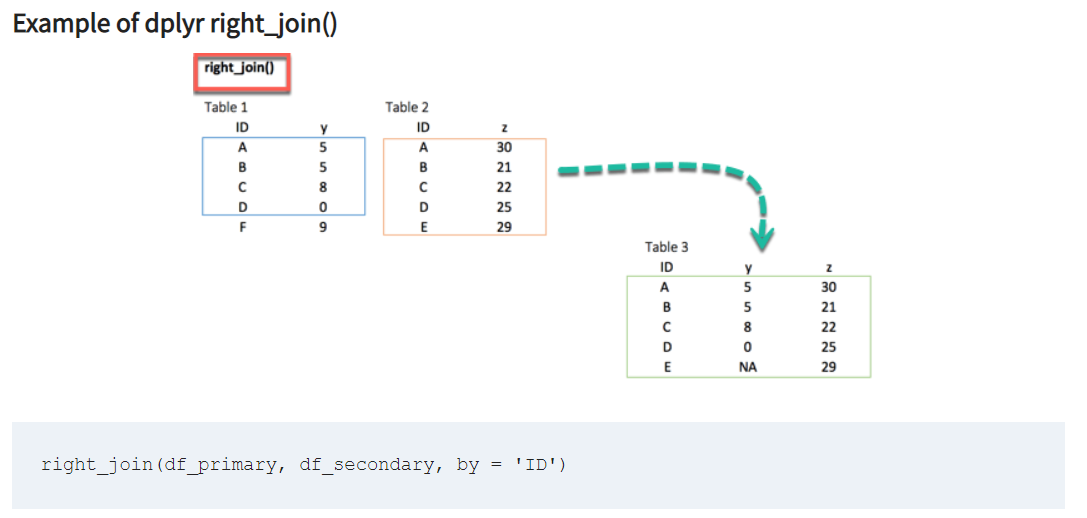 Example of dplyr right_join()
right_join()
Table 1
ID y
A 5
B 5
C 8
D 0
F 9
Table 2
ID z
A 30
B 21
C 22
D 25
E 29
Table 3
ID y z
A 5 30
B 5 21
C 8 22
D 0 25
E NA 29
right_join(df_primary, df_secondary, by = 'ID')